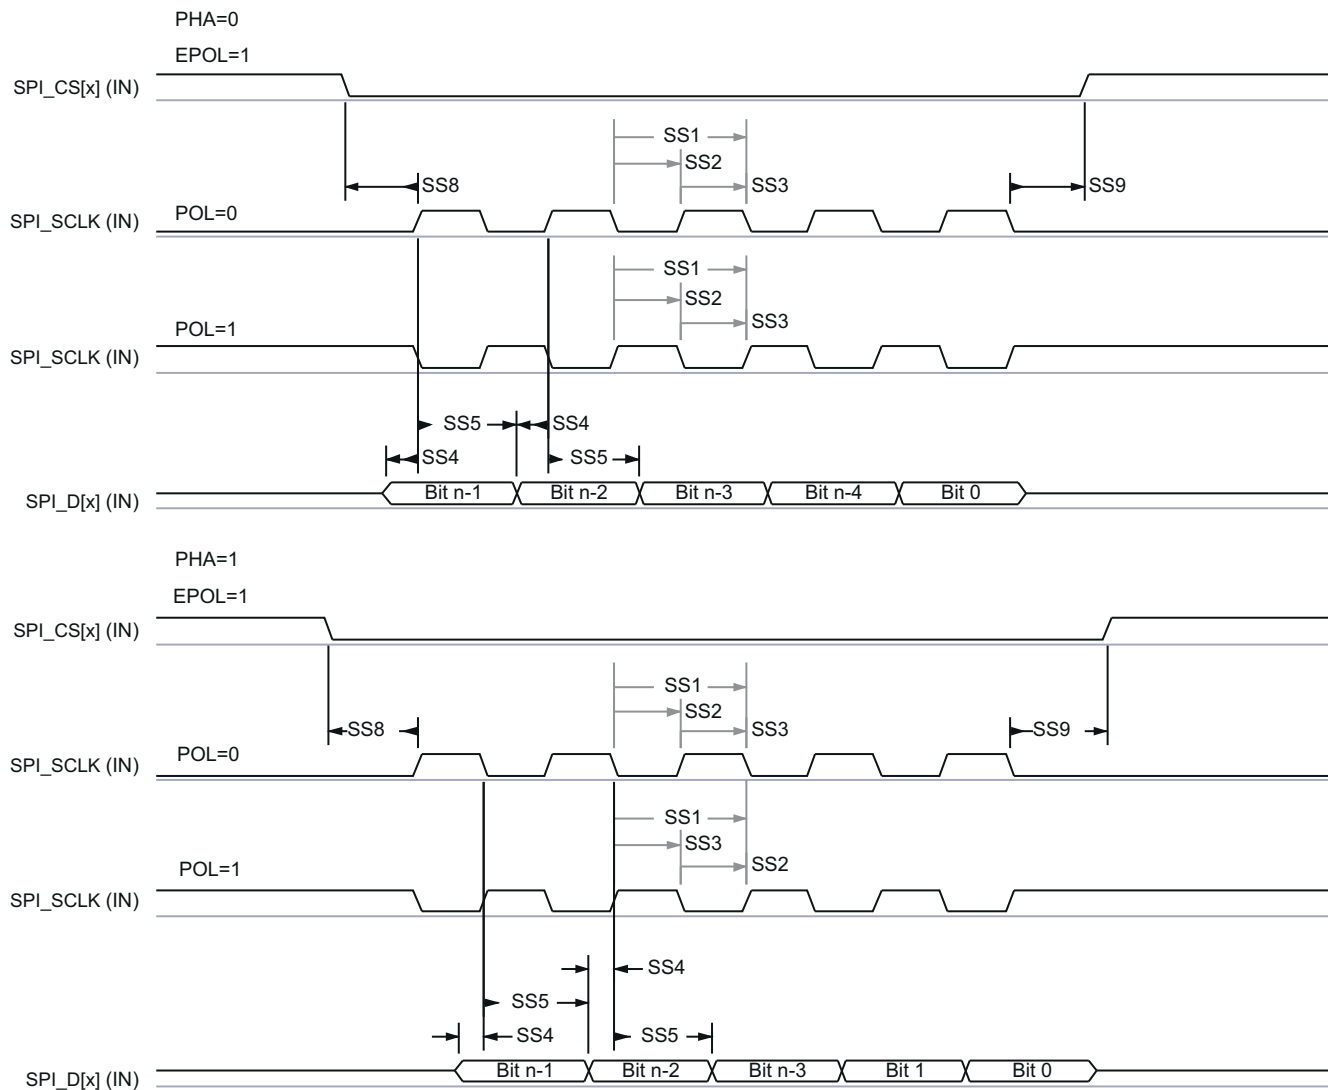 PHA=0
EPOL=1
SPI_CS[x] (IN)
SS1
SS2
SS8
SS3
SS9
POL=0
SPI_SCLK (IN)
SS1
SS2
SS3
POL=1
SPI_SCLK (IN)
SS5
SS4
SS4
SS5
SPI_D[x] (IN)
Bit n-1
Bit n-2
Bit n-3
Bit n-4
Bit 0
PHA=1
EPOL=1
SPI_CS[x] (IN)
SS1
SS2
SS8
SS3
SS9
POL=0
SPI_SCLK (IN)
SS1
SS3
SS2
POL=1
SPI_SCLK (IN)
SS4
SS5
SS4
SS5
SPI_D[x] (IN)
Bit n-1
Bit n-2
Bit n-3
Bit 1
Bit 0